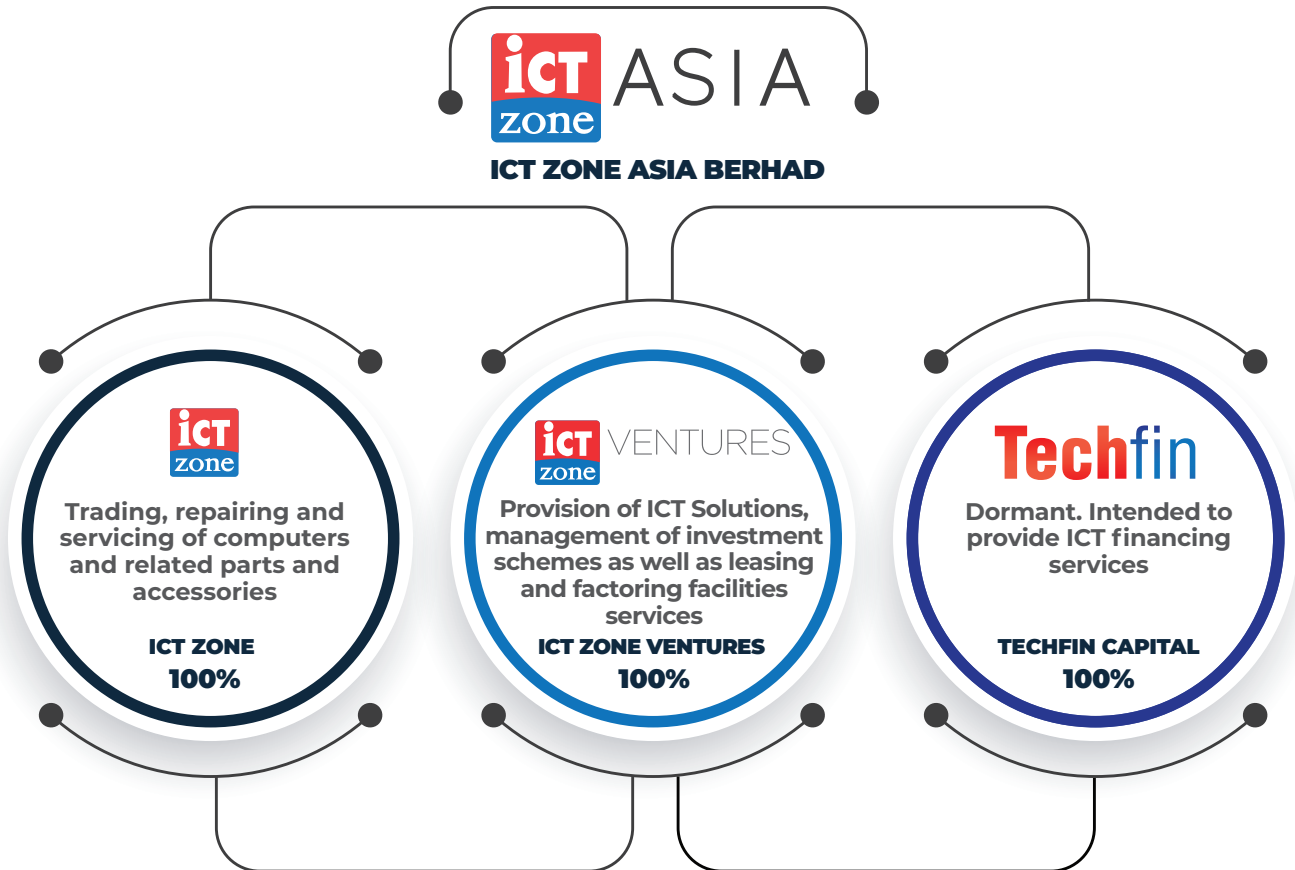 iCT ASIA
zone
ICT ZONE ASIA BERHAD
iCT
zone
Trading, repairing and
servicing of computers
and related parts and
accessories
ICT ZONE
100%
iCT VENTURES
zone
Provision of ICT Solutions,
management of investment
schemes as well as leasing
and factoring facilities
services
ICT ZONE VENTURES
100%
Techfin
Dormant. Intended to
provide ICT financing
services
TECHFIN CAPITAL
100%